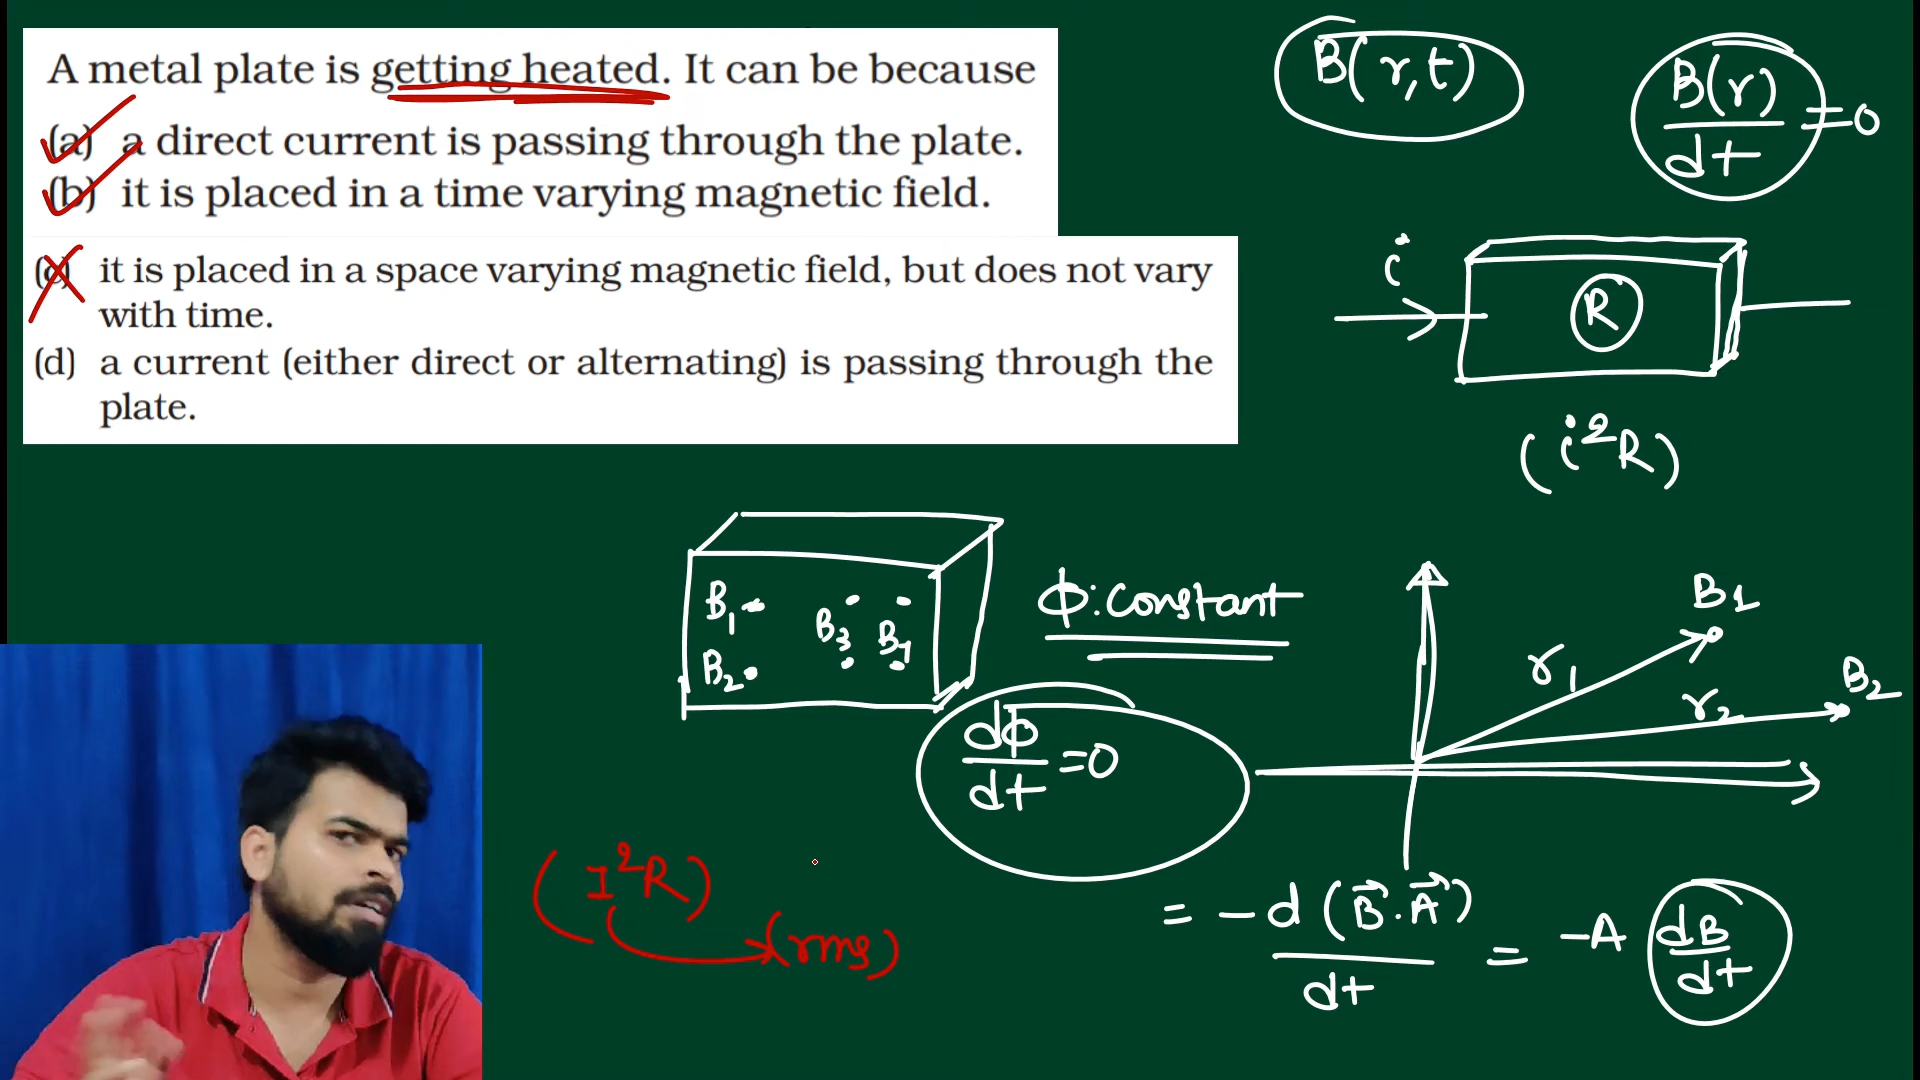 A metal plate is getting heated. It can be because
(a) a direct current is passing through the plate.
(b) it is placed in a time varying magnetic field.
(c) it is placed in a space varying magnetic field, but does not vary
with time.
(d) a current (either direct or alternating) is passing through the
plate.
B(r,t)
B(r)/dt = 0
i
R
(i²R)
B₁
B₂
B₃
ϕ: constant
dϕ/dt = 0
r₁
B₁
r₂
B₂
(I²R)
(rms)
= -d(B⃗.A⃗)/dt = -A dB/dt